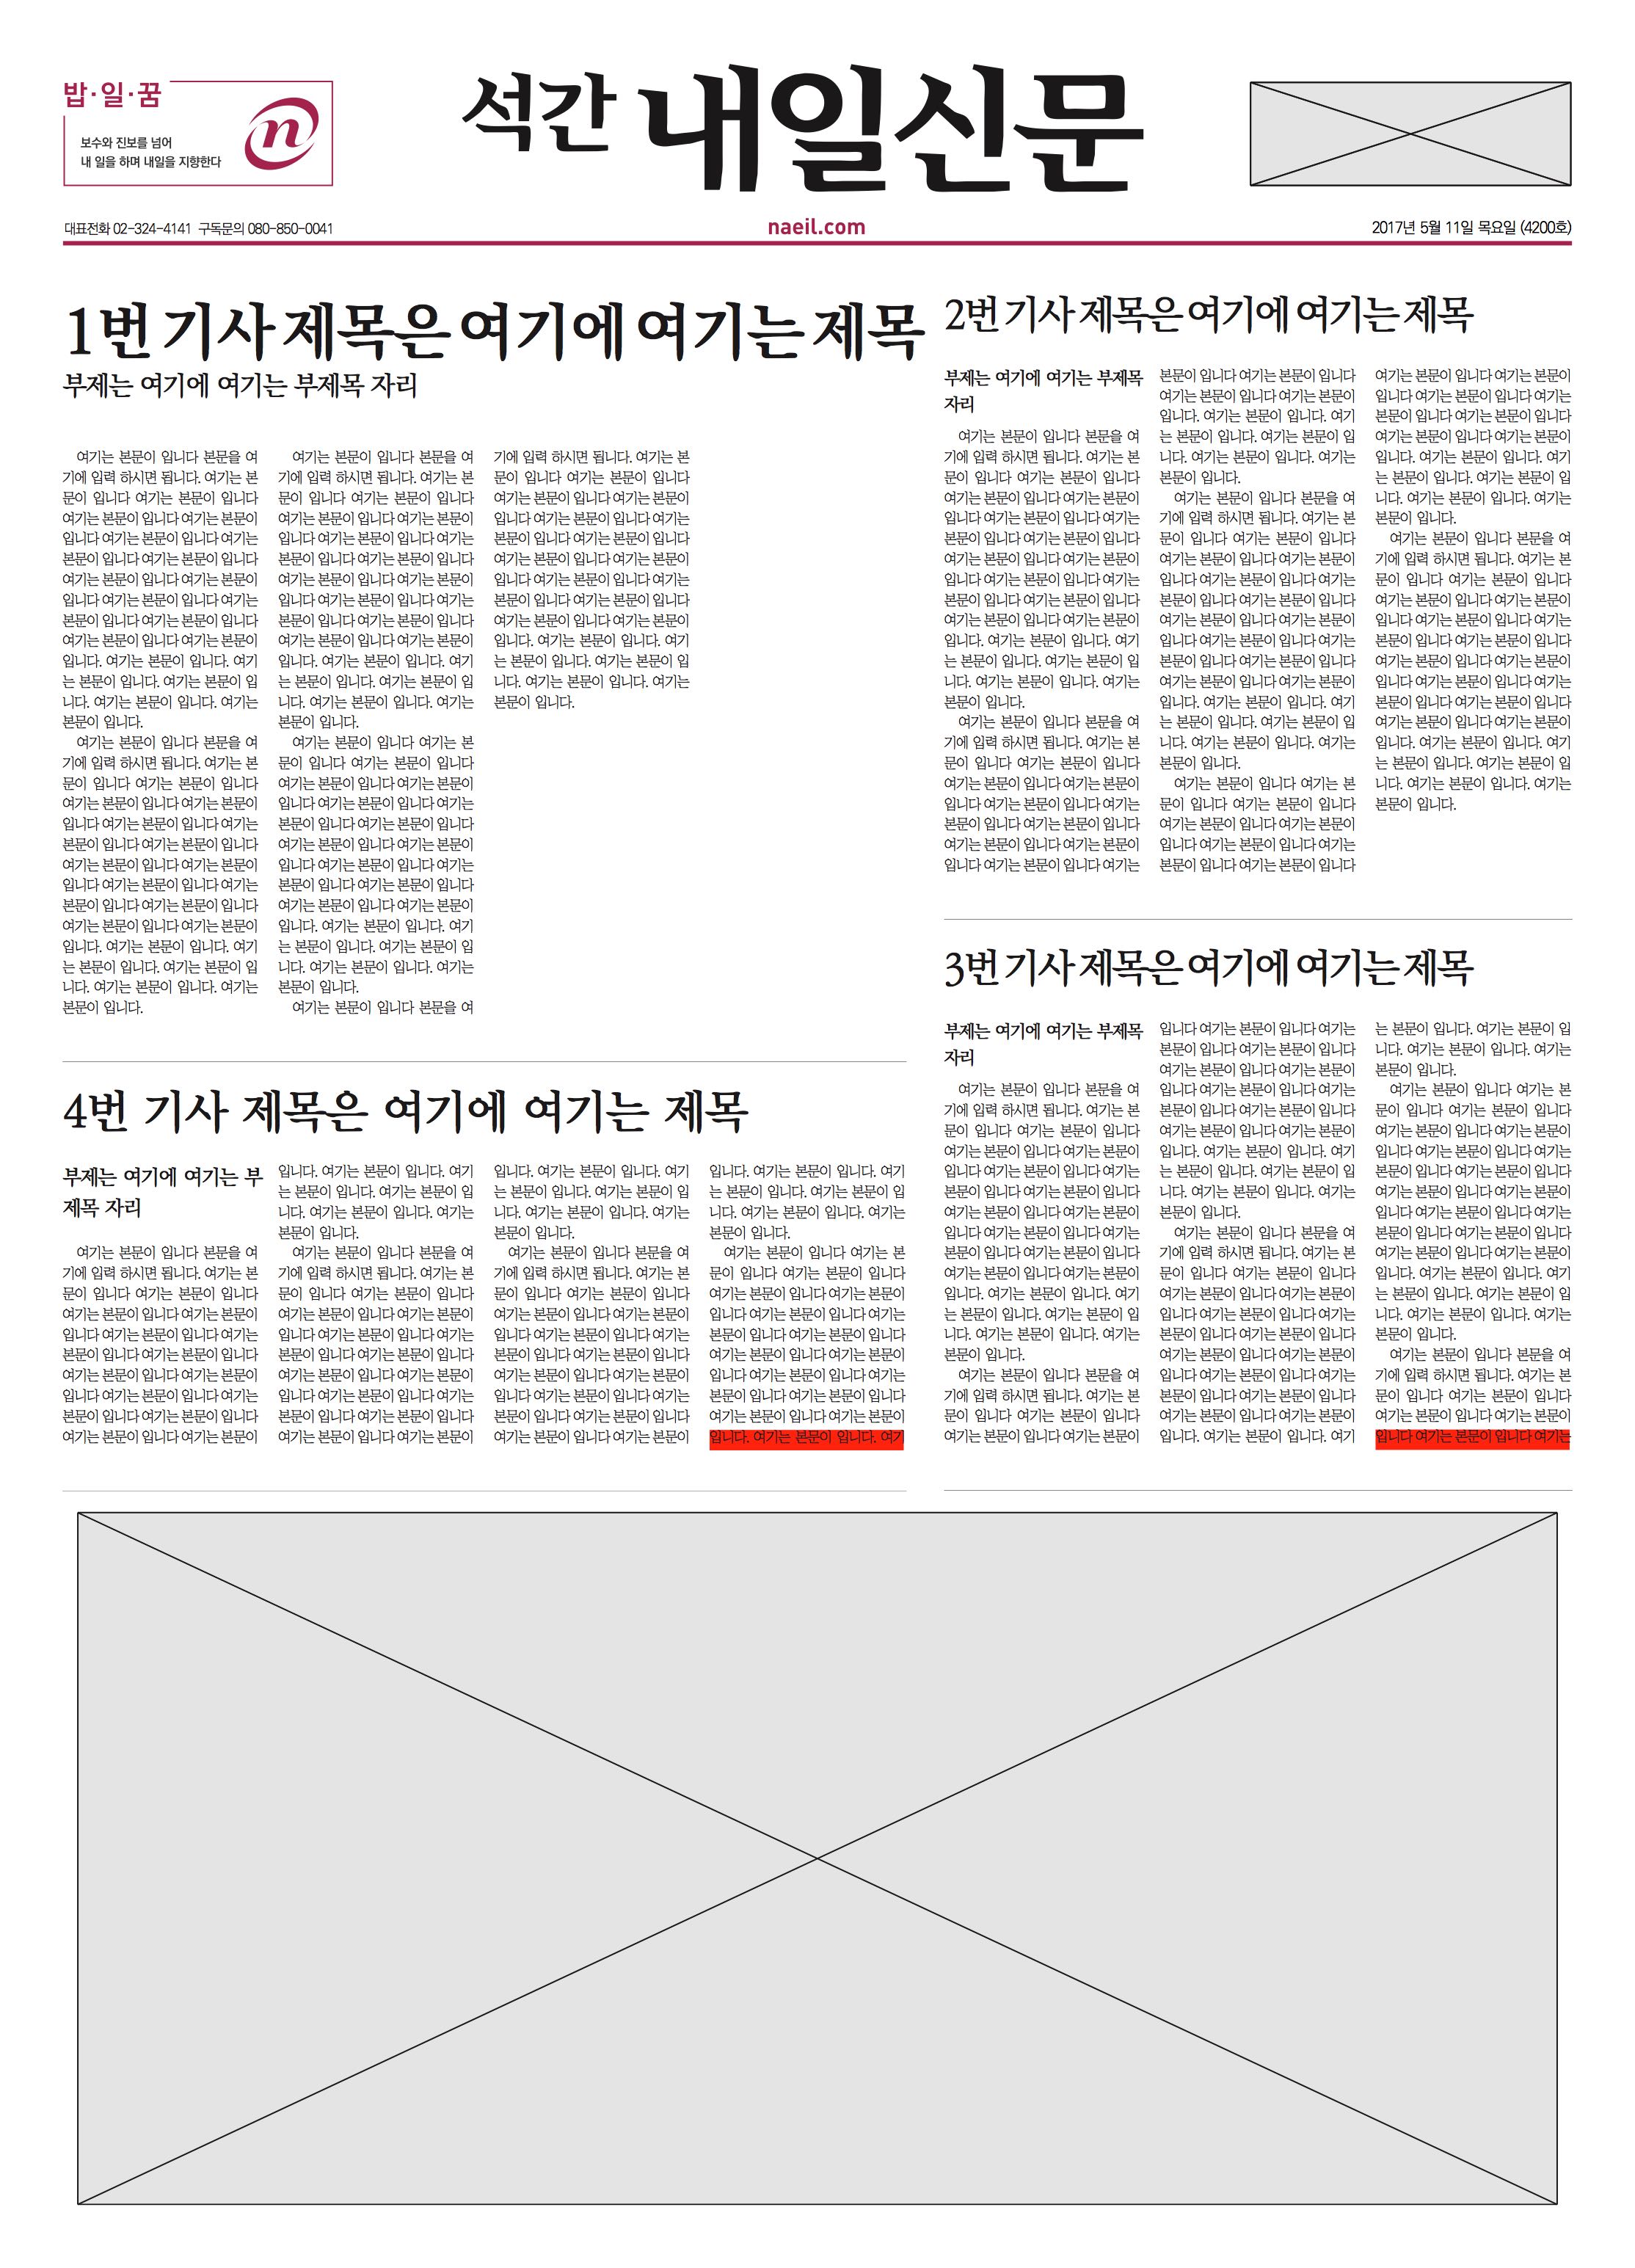 밥·일·꿈
보수와 진보를 넘어
내 일을 하며 내일을 지향한다
n
석간 내일신문
대표전화 02-324-4141 구독문의 080-850-0041
naeil.com
2017년 5월 11일 목요일 (4200호)
1번 기사 제목은 여기에 여기는 제목
부제는 여기에 여기는 부제목 자리
여기는 본문이 입니다 본문을 여
기에 입력 하시면 됩니다. 여기는 본
문이 입니다 여기는 본문이 입니다
여기는 본문이 입니다 여기는 본문이
입니다 여기는 본문이 입니다 여기는
본문이 입니다 여기는 본문이 입니다
여기는 본문이 입니다 여기는 본문이
입니다 여기는 본문이 입니다 여기는
본문이 입니다 여기는 본문이 입니다
여기는 본문이 입니다 여기는 본문이
입니다. 여기는 본문이 입니다. 여기
는 본문이 입니다. 여기는 본문이 입
니다. 여기는 본문이 입니다. 여기는
본문이 입니다.
여기는 본문이 입니다 본문을 여
기에 입력 하시면 됩니다. 여기는 본
문이 입니다 여기는 본문이 입니다
여기는 본문이 입니다 여기는 본문이
입니다 여기는 본문이 입니다 여기는
본문이 입니다 여기는 본문이 입니다
여기는 본문이 입니다 여기는 본문이
입니다 여기는 본문이 입니다 여기는
본문이 입니다 여기는 본문이 입니다
여기는 본문이 입니다 여기는 본문이
입니다. 여기는 본문이 입니다. 여기
는 본문이 입니다. 여기는 본문이 입
니다. 여기는 본문이 입니다. 여기는
본문이 입니다.
여기는 본문이 입니다 본문을 여
기에 입력 하시면 됩니다. 여기는 본
문이 입니다 여기는 본문이 입니다
여기는 본문이 입니다 여기는 본문이
입니다 여기는 본문이 입니다 여기는
본문이 입니다 여기는 본문이 입니다
여기는 본문이 입니다 여기는 본문이
입니다 여기는 본문이 입니다 여기는
본문이 입니다 여기는 본문이 입니다
여기는 본문이 입니다 여기는 본문이
입니다. 여기는 본문이 입니다. 여기
는 본문이 입니다. 여기는 본문이 입
니다. 여기는 본문이 입니다. 여기는
본문이 입니다.
여기는 본문이 입니다 여기는 본
문이 입니다 여기는 본문이 입니다
여기는 본문이 입니다 여기는 본문이
입니다 여기는 본문이 입니다 여기는
본문이 입니다 여기는 본문이 입니다
여기는 본문이 입니다 여기는 본문이
입니다 여기는 본문이 입니다 여기는
본문이 입니다 여기는 본문이 입니다
여기는 본문이 입니다 여기는 본문이
입니다. 여기는 본문이 입니다. 여기
는 본문이 입니다. 여기는 본문이 입
니다. 여기는 본문이 입니다. 여기는
본문이 입니다.
여기는 본문이 입니다 본문을 여
기에 입력 하시면 됩니다. 여기는 본
문이 입니다 여기는 본문이 입니다
여기는 본문이 입니다 여기는 본문이
입니다 여기는 본문이 입니다 여기는
본문이 입니다 여기는 본문이 입니다
여기는 본문이 입니다 여기는 본문이
입니다 여기는 본문이 입니다 여기는
본문이 입니다 여기는 본문이 입니다
여기는 본문이 입니다 여기는 본문이
입니다. 여기는 본문이 입니다. 여기
는 본문이 입니다. 여기는 본문이 입
니다. 여기는 본문이 입니다. 여기는
본문이 입니다.
2번 기사 제목은 여기에 여기는 제목
부제는 여기에 여기는 부제목
자리
여기는 본문이 입니다 본문을 여
기에 입력 하시면 됩니다. 여기는 본
문이 입니다 여기는 본문이 입니다
여기는 본문이 입니다 여기는 본문이
입니다 여기는 본문이 입니다 여기는
본문이 입니다 여기는 본문이 입니다
여기는 본문이 입니다 여기는 본문이
입니다 여기는 본문이 입니다 여기는
본문이 입니다 여기는 본문이 입니다
여기는 본문이 입니다 여기는 본문이
입니다. 여기는 본문이 입니다. 여기
는 본문이 입니다. 여기는 본문이 입
니다. 여기는 본문이 입니다. 여기는
본문이 입니다.
여기는 본문이 입니다 본문을 여
기에 입력 하시면 됩니다. 여기는 본
문이 입니다 여기는 본문이 입니다
여기는 본문이 입니다 여기는 본문이
입니다 여기는 본문이 입니다 여기는
본문이 입니다 여기는 본문이 입니다
여기는 본문이 입니다 여기는 본문이
입니다 여기는 본문이 입니다 여기는
본문이 입니다 여기는 본문이 입니다
여기는 본문이 입니다 여기는 본문이
입니다. 여기는 본문이 입니다. 여기
는 본문이 입니다. 여기는 본문이 입
니다. 여기는 본문이 입니다. 여기는
본문이 입니다.
여기는 본문이 입니다 본문을 여
기에 입력 하시면 됩니다. 여기는 본
문이 입니다 여기는 본문이 입니다
여기는 본문이 입니다 여기는 본문이
입니다 여기는 본문이 입니다 여기는
본문이 입니다 여기는 본문이 입니다
여기는 본문이 입니다 여기는 본문이
입니다 여기는 본문이 입니다 여기는
본문이 입니다 여기는 본문이 입니다
여기는 본문이 입니다 여기는 본문이
입니다. 여기는 본문이 입니다. 여기
는 본문이 입니다. 여기는 본문이 입
니다. 여기는 본문이 입니다. 여기는
본문이 입니다.
여기는 본문이 입니다 여기는 본
문이 입니다 여기는 본문이 입니다
여기는 본문이 입니다 여기는 본문이
입니다 여기는 본문이 입니다 여기는
본문이 입니다 여기는 본문이 입니다
여기는 본문이 입니다 여기는 본문이
입니다 여기는 본문이 입니다 여기는
본문이 입니다 여기는 본문이 입니다
여기는 본문이 입니다 여기는 본문이
입니다. 여기는 본문이 입니다. 여기
는 본문이 입니다. 여기는 본문이 입
니다. 여기는 본문이 입니다. 여기는
본문이 입니다.
여기는 본문이 입니다 본문을 여
기에 입력 하시면 됩니다. 여기는 본
문이 입니다 여기는 본문이 입니다
여기는 본문이 입니다 여기는 본문이
입니다 여기는 본문이 입니다 여기는
본문이 입니다 여기는 본문이 입니다
여기는 본문이 입니다 여기는 본문이
입니다 여기는 본문이 입니다 여기는
본문이 입니다 여기는 본문이 입니다
여기는 본문이 입니다 여기는 본문이
입니다. 여기는 본문이 입니다. 여기
는 본문이 입니다. 여기는 본문이 입
니다. 여기는 본문이 입니다. 여기는
본문이 입니다.
3번 기사 제목은 여기에 여기는 제목
부제는 여기에 여기는 부제목
자리
여기는 본문이 입니다 본문을 여
기에 입력 하시면 됩니다. 여기는 본
문이 입니다 여기는 본문이 입니다
여기는 본문이 입니다 여기는 본문이
입니다 여기는 본문이 입니다 여기는
본문이 입니다 여기는 본문이 입니다
여기는 본문이 입니다 여기는 본문이
입니다 여기는 본문이 입니다 여기는
본문이 입니다 여기는 본문이 입니다
여기는 본문이 입니다 여기는 본문이
입니다. 여기는 본문이 입니다. 여기
는 본문이 입니다. 여기는 본문이 입
니다. 여기는 본문이 입니다. 여기는
본문이 입니다.
여기는 본문이 입니다 본문을 여
기에 입력 하시면 됩니다. 여기는 본
문이 입니다 여기는 본문이 입니다
여기는 본문이 입니다 여기는 본문이
입니다 여기는 본문이 입니다 여기는
본문이 입니다 여기는 본문이 입니다
여기는 본문이 입니다 여기는 본문이
입니다 여기는 본문이 입니다 여기는
본문이 입니다 여기는 본문이 입니다
여기는 본문이 입니다 여기는 본문이
입니다. 여기는 본문이 입니다. 여기
는 본문이 입니다. 여기는 본문이 입
니다. 여기는 본문이 입니다. 여기는
본문이 입니다.
여기는 본문이 입니다 본문을 여
기에 입력 하시면 됩니다. 여기는 본
문이 입니다 여기는 본문이 입니다
여기는 본문이 입니다 여기는 본문이
입니다 여기는 본문이 입니다 여기는
본문이 입니다 여기는 본문이 입니다
여기는 본문이 입니다 여기는 본문이
입니다 여기는 본문이 입니다 여기는
본문이 입니다 여기는 본문이 입니다
여기는 본문이 입니다 여기는 본문이
입니다. 여기는 본문이 입니다. 여기
는 본문이 입니다. 여기는 본문이 입
니다. 여기는 본문이 입니다. 여기는
본문이 입니다.
여기는 본문이 입니다 여기는 본
문이 입니다 여기는 본문이 입니다
여기는 본문이 입니다 여기는 본문이
입니다 여기는 본문이 입니다 여기는
본문이 입니다 여기는 본문이 입니다
여기는 본문이 입니다 여기는 본문이
입니다 여기는 본문이 입니다 여기는
본문이 입니다 여기는 본문이 입니다
여기는 본문이 입니다 여기는 본문이
입니다. 여기는 본문이 입니다. 여기
는 본문이 입니다. 여기는 본문이 입
니다. 여기는 본문이 입니다. 여기는
본문이 입니다.
여기는 본문이 입니다 본문을 여
기에 입력 하시면 됩니다. 여기는 본
문이 입니다 여기는 본문이 입니다
여기는 본문이 입니다 여기는 본문이
입니다 여기는 본문이 입니다 여기는
4번 기사 제목은 여기에 여기는 제목
부제는 여기에 여기는 부
제목 자리
여기는 본문이 입니다 본문을 여
기에 입력 하시면 됩니다. 여기는 본
문이 입니다 여기는 본문이 입니다
여기는 본문이 입니다 여기는 본문이
입니다 여기는 본문이 입니다 여기는
본문이 입니다 여기는 본문이 입니다
여기는 본문이 입니다 여기는 본문이
입니다 여기는 본문이 입니다 여기는
본문이 입니다 여기는 본문이 입니다
여기는 본문이 입니다 여기는 본문이
입니다. 여기는 본문이 입니다. 여기
는 본문이 입니다. 여기는 본문이 입
니다. 여기는 본문이 입니다. 여기는
본문이 입니다.
여기는 본문이 입니다 본문을 여
기에 입력 하시면 됩니다. 여기는 본
문이 입니다 여기는 본문이 입니다
여기는 본문이 입니다 여기는 본문이
입니다 여기는 본문이 입니다 여기는
본문이 입니다 여기는 본문이 입니다
여기는 본문이 입니다 여기는 본문이
입니다 여기는 본문이 입니다 여기는
본문이 입니다 여기는 본문이 입니다
여기는 본문이 입니다 여기는 본문이
입니다. 여기는 본문이 입니다. 여기
는 본문이 입니다. 여기는 본문이 입
니다. 여기는 본문이 입니다. 여기는
본문이 입니다.
여기는 본문이 입니다 본문을 여
기에 입력 하시면 됩니다. 여기는 본
문이 입니다 여기는 본문이 입니다
여기는 본문이 입니다 여기는 본문이
입니다 여기는 본문이 입니다 여기는
본문이 입니다 여기는 본문이 입니다
여기는 본문이 입니다 여기는 본문이
입니다 여기는 본문이 입니다 여기는
본문이 입니다 여기는 본문이 입니다
여기는 본문이 입니다 여기는 본문이
입니다. 여기는 본문이 입니다. 여기
는 본문이 입니다. 여기는 본문이 입
니다. 여기는 본문이 입니다. 여기는
본문이 입니다.
여기는 본문이 입니다 여기는 본
문이 입니다 여기는 본문이 입니다
여기는 본문이 입니다 여기는 본문이
입니다 여기는 본문이 입니다 여기는
본문이 입니다 여기는 본문이 입니다
여기는 본문이 입니다 여기는 본문이
입니다 여기는 본문이 입니다 여기는
본문이 입니다 여기는 본문이 입니다
여기는 본문이 입니다 여기는 본문이
입니다. 여기는 본문이 입니다. 여기